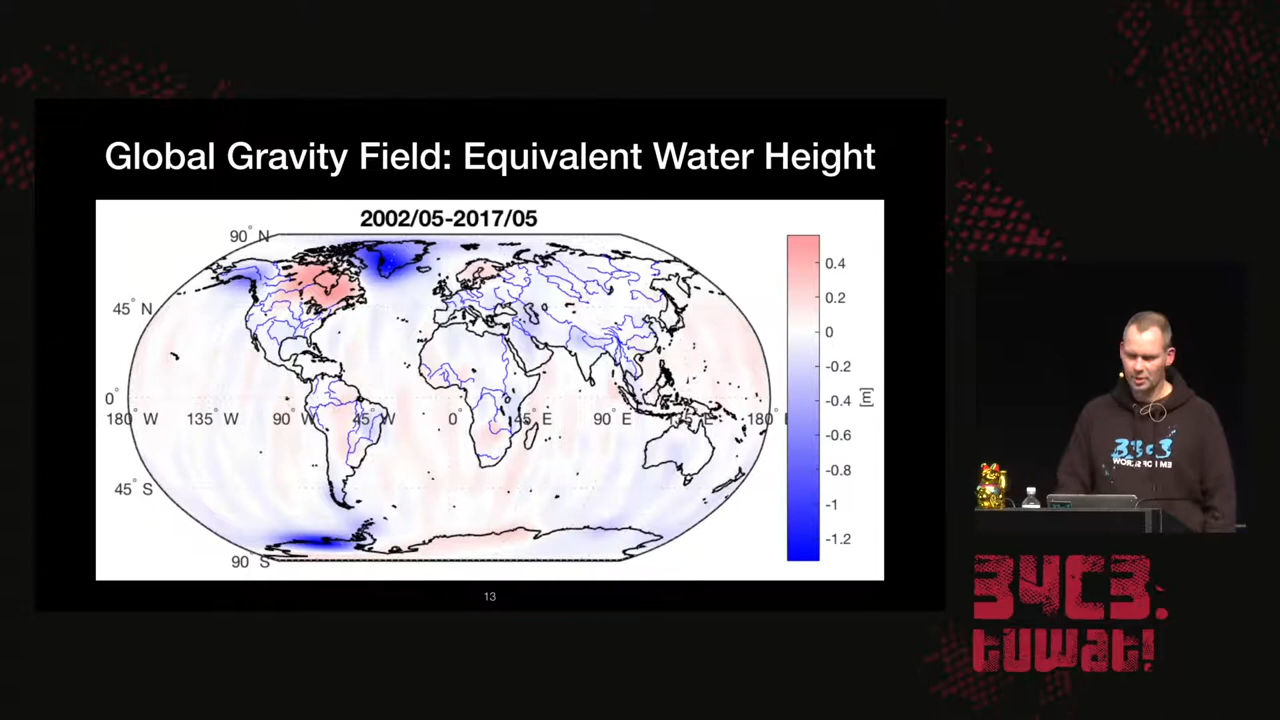 Global Gravity Field: Equivalent Water Height
2002/05-2017/05
90° N
45° N
0°
180° W
135° W
90° W
45° W
0°
45° E
90° E
135° E
180°
45° S
90° S
0.4
0.2
0
-0.2
-0.4
-0.6
-0.8
-1
-1.2
[m]
13
34C3.
tuwat!